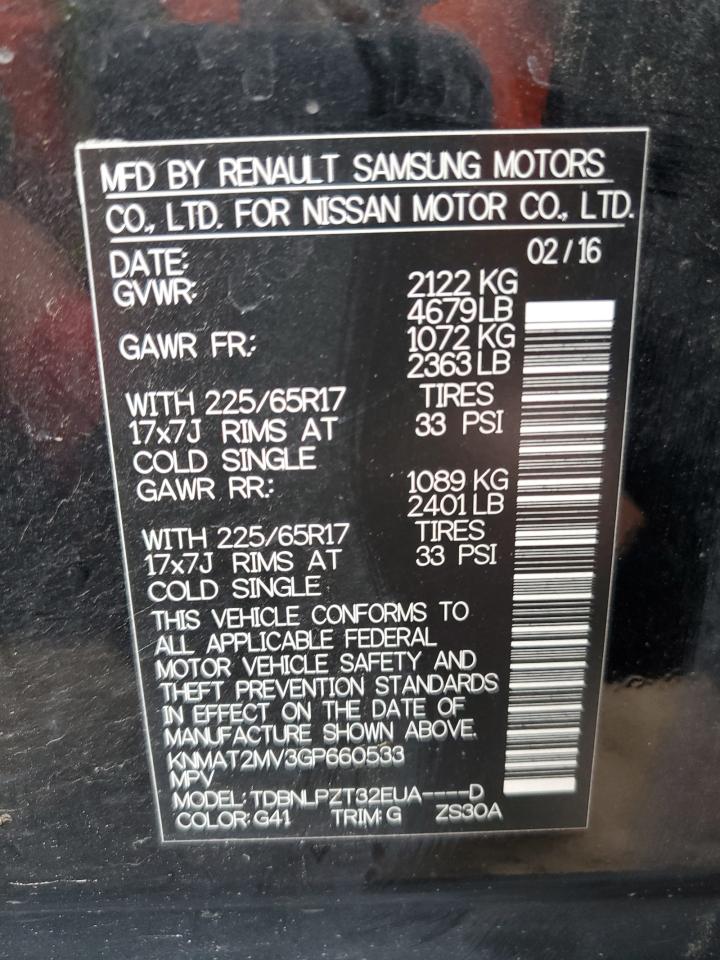 MFD BY RENAULT SAMSUNG MOTORS
CO., LTD. FOR NISSAN MOTOR CO., LTD.
DATE: 02/16
GVWR: 2122 KG
4679 LB
GAWR FR: 1072 KG
2363 LB
WITH 225/65R17 TIRES
17x7J RIMS AT 33 PSI
COLD SINGLE
GAWR RR: 1089 KG
2401 LB
WITH 225/65R17 TIRES
17x7J RIMS AT 33 PSI
COLD SINGLE
THIS VEHICLE CONFORMS TO
ALL APPLICABLE FEDERAL
MOTOR VEHICLE SAFETY AND
THEFT PREVENTION STANDARDS
IN EFFECT ON THE DATE OF
MANUFACTURE SHOWN ABOVE.
KNMAT2MV3GP660533
MPV
MODEL: TDBNLPZT32EUA----D
COLOR: G41 TRIM: G ZS30A